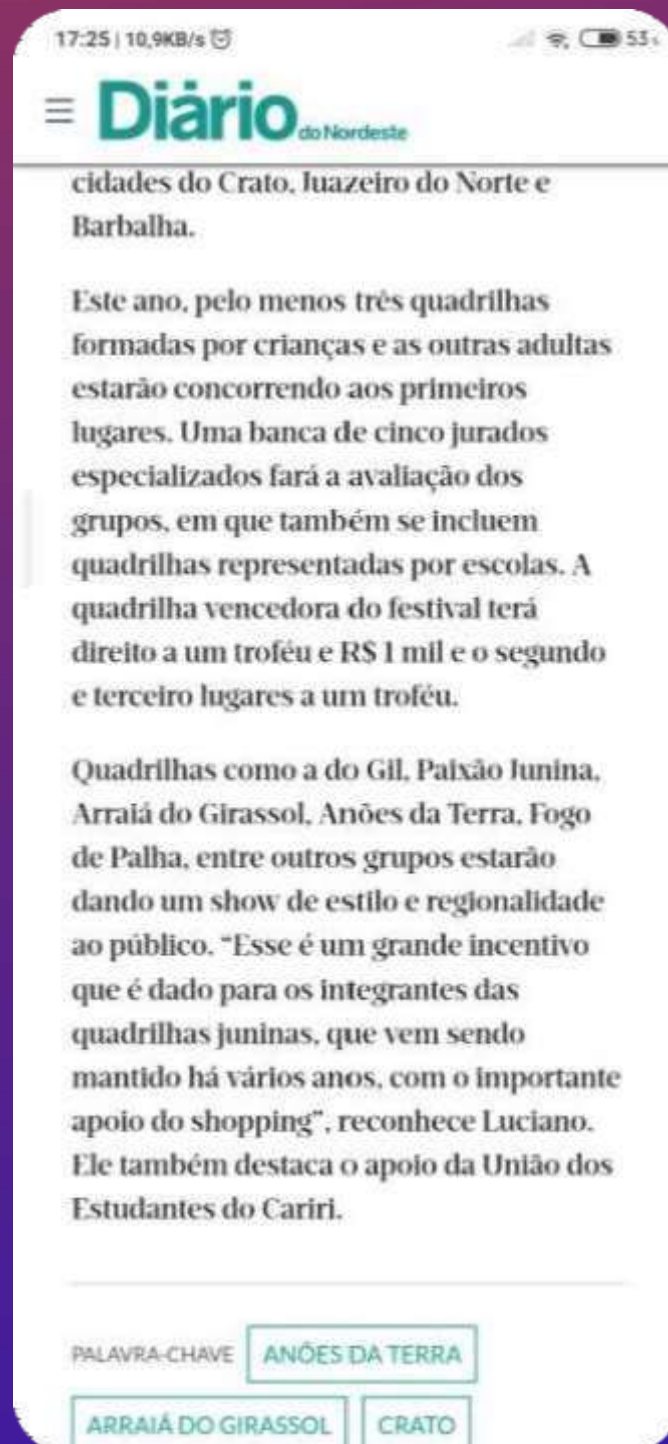 17:25 | 10,9KB/s
53
Diário do Nordeste
cidades do Crato, Juazeiro do Norte e
Barbalha.
Este ano, pelo menos três quadrilhas
formadas por crianças e as outras adultas
estarão concorrendo aos primeiros
lugares. Uma banca de cinco jurados
especializados fará a avaliação dos
grupos, em que também se incluem
quadrilhas representadas por escolas. A
quadrilha vencedora do festival terá
direito a um troféu e R$ 1 mil e o segundo
e terceiro lugares a um troféu.
Quadrilhas como a do Gil, Paixão Junina,
Arraiá do Girassol, Anões da Terra, Fogo
de Palha, entre outros grupos estarão
dando um show de estilo e regionalidade
ao público. “Esse é um grande incentivo
que é dado para os integrantes das
quadrilhas juninas, que vem sendo
mantido há vários anos, com o importante
apoio do shopping”, reconhece Luciano.
Ele também destaca o apoio da União dos
Estudantes do Cariri.
PALAVRA-CHAVE ANÕES DA TERRA
ARRAIÁ DO GIRASSOL CRATO